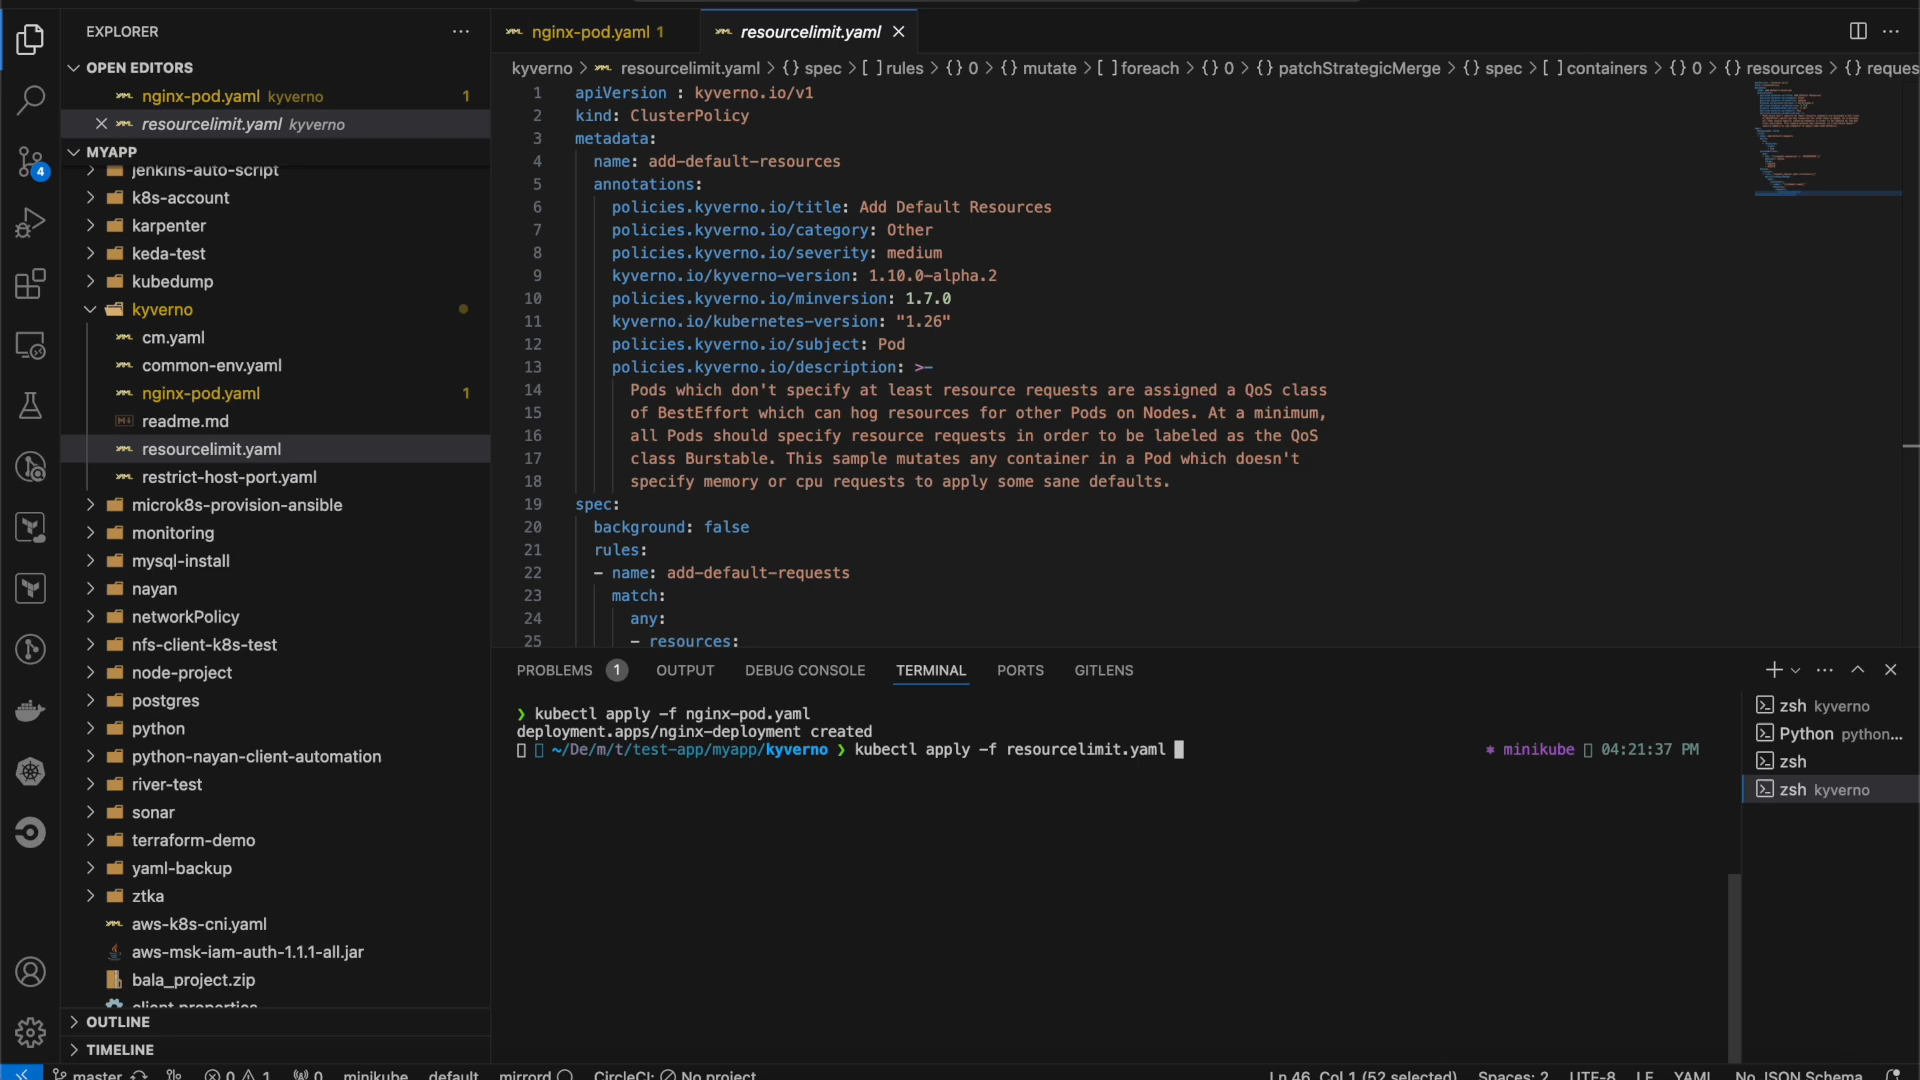 EXPLORER
OPEN EDITORS
nginx-pod.yaml kyverno 1
resourcelimit.yaml kyverno
MYAPP
jenkins-auto-script
k8s-account
karpenter
keda-test
kubedump
kyverno
cm.yaml
common-env.yaml
nginx-pod.yaml 1
readme.md
resourcelimit.yaml
restrict-host-port.yaml
microk8s-provision-ansible
monitoring
mysql-install
nayan
networkPolicy
nfs-client-k8s-test
node-project
postgres
python
python-nayan-client-automation
river-test
sonar
terraform-demo
yaml-backup
ztka
aws-k8s-cni.yaml
aws-msk-iam-auth-1.1.1-all.jar
bala_project.zip
client.properties
OUTLINE
TIMELINE
4
nginx-pod.yaml 1
resourcelimit.yaml
kyverno > resourcelimit.yaml > {} spec > [ ] rules > {} 0 > {} mutate > [ ] foreach > {} 0 > {} patchStrategicMerge > {} spec > [ ] containers > {} 0 > {} resources > {} reques
1 apiVersion : kyverno.io/v1
2 kind: ClusterPolicy
3 metadata:
4 name: add-default-resources
5 annotations:
6 policies.kyverno.io/title: Add Default Resources
7 policies.kyverno.io/category: Other
8 policies.kyverno.io/severity: medium
9 kyverno.io/kyverno-version: 1.10.0-alpha.2
10 policies.kyverno.io/minversion: 1.7.0
11 kyverno.io/kubernetes-version: "1.26"
12 policies.kyverno.io/subject: Pod
13 policies.kyverno.io/description: >-
14 Pods which don't specify at least resource requests are assigned a QoS class
15 of BestEffort which can hog resources for other Pods on Nodes. At a minimum,
16 all Pods should specify resource requests in order to be labeled as the QoS
17 class Burstable. This sample mutates any container in a Pod which doesn't
18 specify memory or cpu requests to apply some sane defaults.
19 spec:
20 background: false
21 rules:
22 - name: add-default-requests
23 match:
24 any:
25 - resources:
PROBLEMS 1 OUTPUT DEBUG CONSOLE TERMINAL PORTS GITLENS
❯ kubectl apply -f nginx-pod.yaml
deployment.apps/nginx-deployment created
~/De/m/t/test-app/myapp/kyverno ❯ kubectl apply -f resourcelimit.yaml
* minikube 04:21:37 PM
zsh kyverno
Python python...
zsh
zsh kyverno
master 0 1 0 minikube default mirrord CircleCI: No project
Ln 46, Col 1 (52 selected) Spaces: 2 UTF-8 LF YAML No JSON Schema